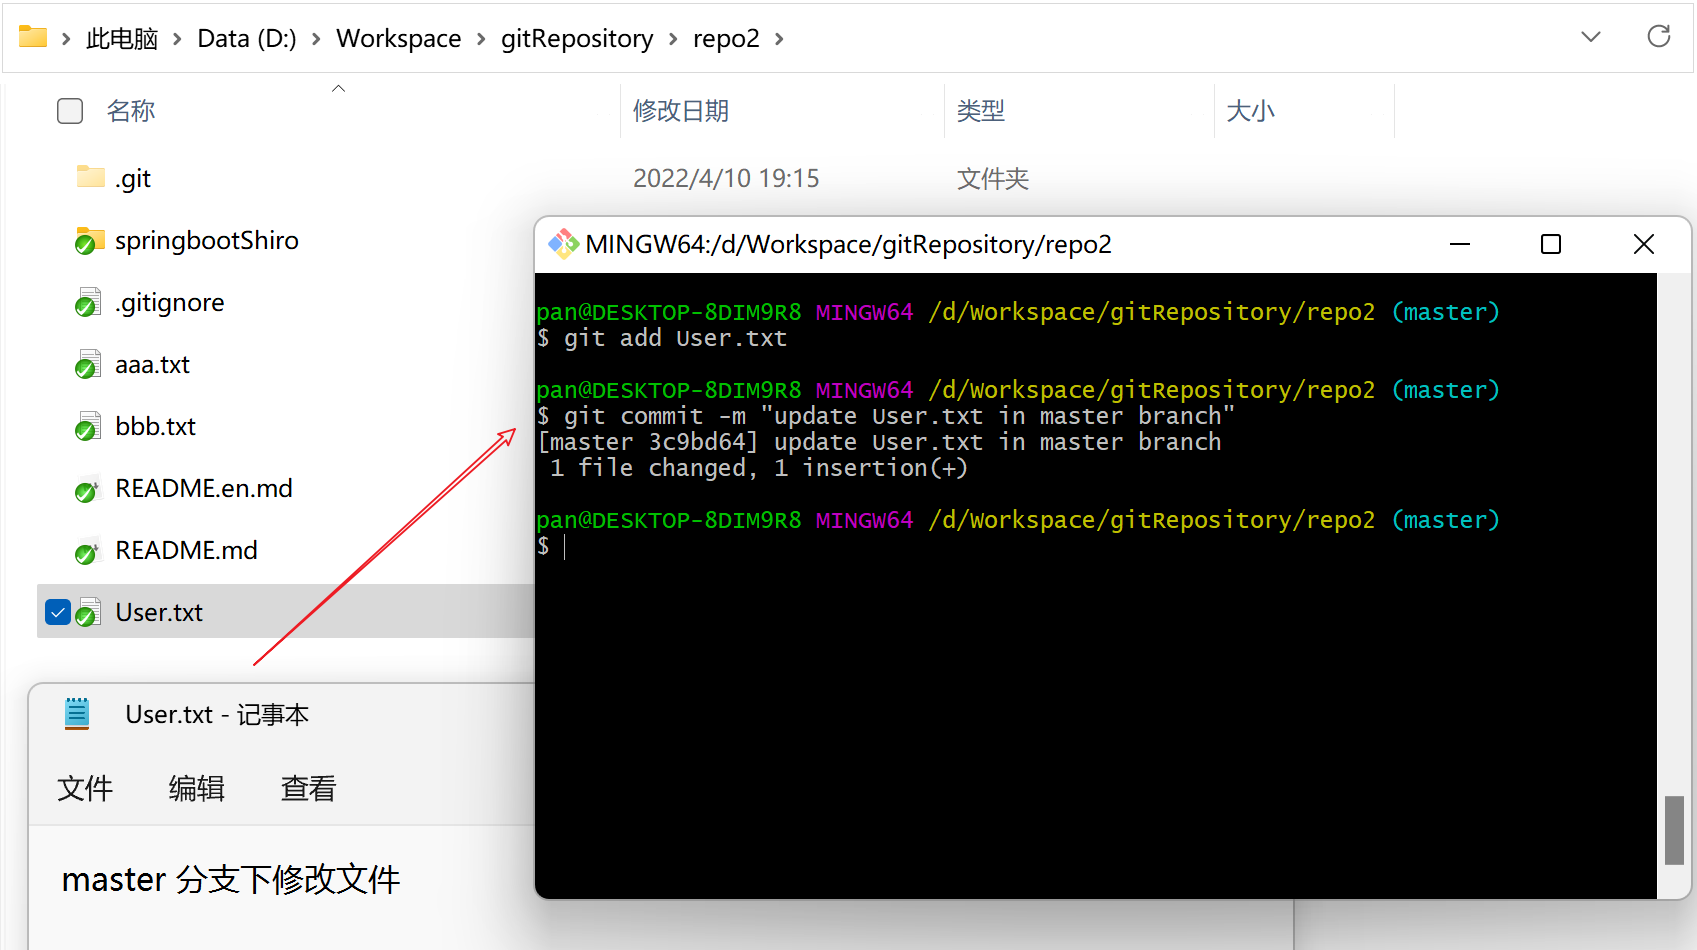 此电脑 > Data (D:) > Workspace > gitRepository > repo2 >
名称 修改日期 类型 大小
.git 2022/4/10 19:15 文件夹
springbootShiro
.gitignore
aaa.txt
bbb.txt
README.en.md
README.md
User.txt
MINGW64:/d/Workspace/gitRepository/repo2
pan@DESKTOP-8DIM9R8 MINGW64 /d/Workspace/gitRepository/repo2 (master)
$ git add User.txt
pan@DESKTOP-8DIM9R8 MINGW64 /d/Workspace/gitRepository/repo2 (master)
$ git commit -m "update User.txt in master branch"
[master 3c9bd64] update User.txt in master branch
 1 file changed, 1 insertion(+)
pan@DESKTOP-8DIM9R8 MINGW64 /d/Workspace/gitRepository/repo2 (master)
$
User.txt - 记事本
文件 编辑 查看
master 分支下修改文件